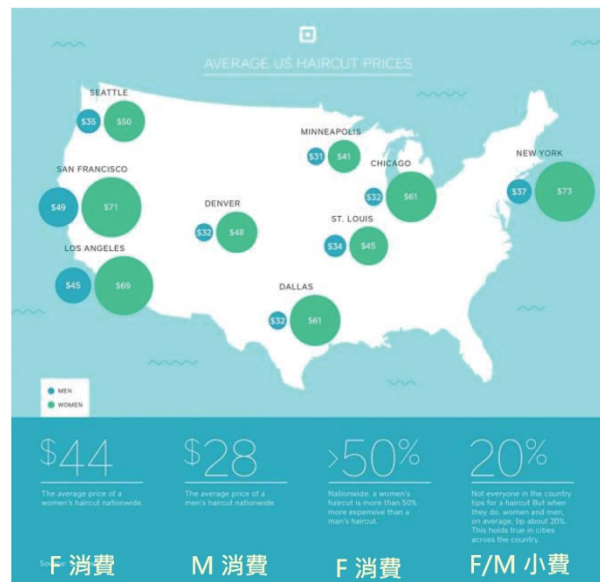 AVERAGE US HAIRCUT PRICES
SEATTLE
$35 $50
MINNEAPOLIS
$31 $41
CHICAGO
$32 $61
NEW YORK
$37 $73
SAN FRANCISCO
$49 $71
DENVER
$32 $48
ST. LOUIS
$34 $45
LOS ANGELES
$45 $69
DALLAS
$32 $61
MEN
WOMEN
$44
The average price of a
women's haircut nationwide.
F 消費
$28
The average price of a
men's haircut nationwide.
M 消費
>50%
Nationwide, a women's
haircut is more than 50%
more expensive than a
man's haircut.
F 消費
20%
Not everyone in the country
tips for a haircut But when
they do, women and men,
on average, tip about 20%.
This holds true in cities
across the country.
F/M 小費